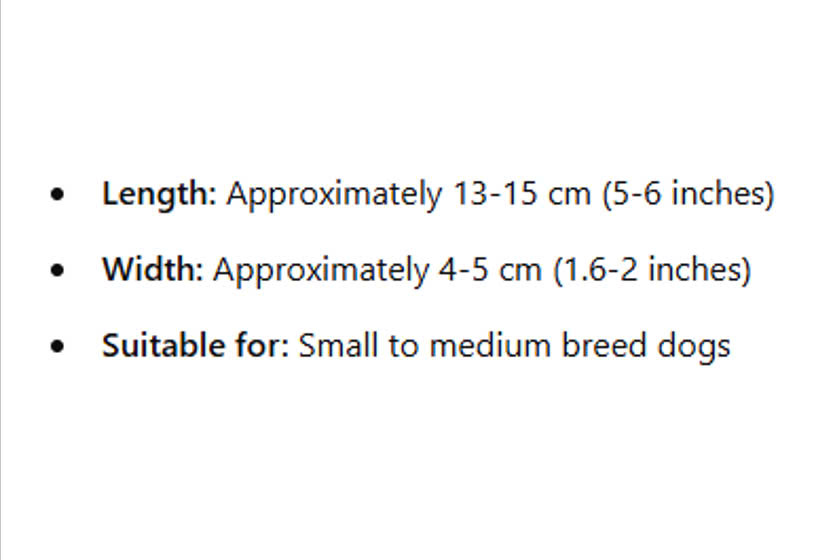 • Length: Approximately 13-15 cm (5-6 inches)
• Width: Approximately 4-5 cm (1.6-2 inches)
• Suitable for: Small to medium breed dogs